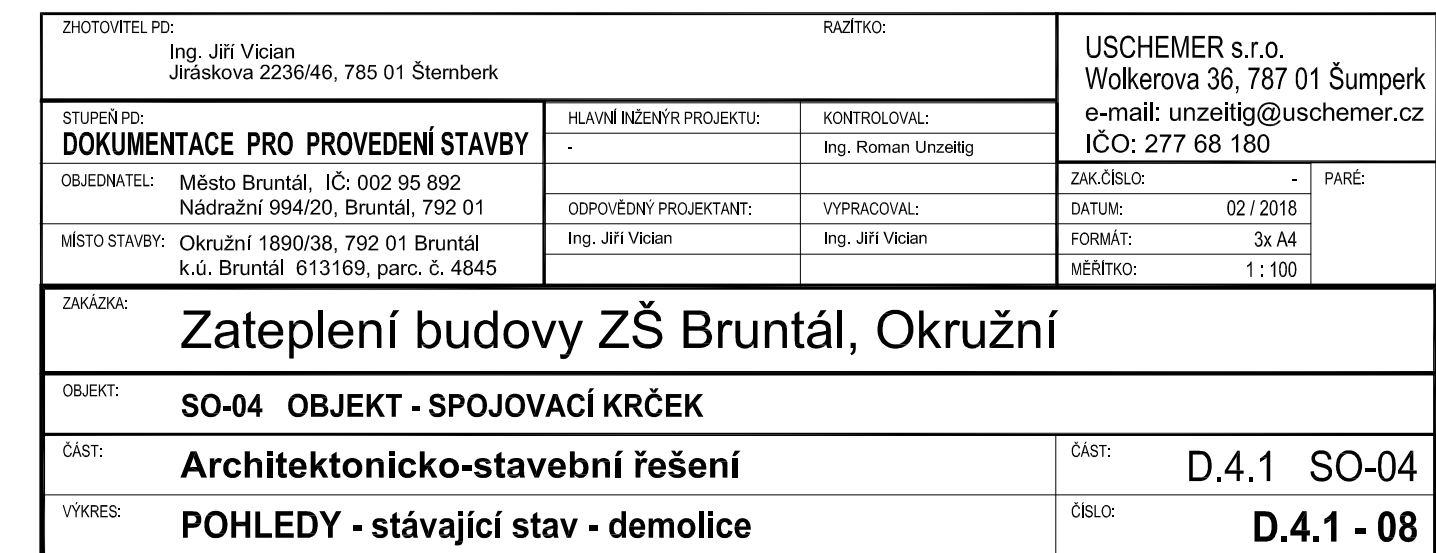 ZHOTOVITEL PD:
Ing. Jiří Vician
Jiráskova 2236/46, 785 01 Šternberk
RAZÍTKO:
USCHEMER s.r.o.
Wolkerova 36, 787 01 Šumperk
e-mail: unzeitig@uschemer.cz
IČO: 277 68 180
STUPEŇ PD:
DOKUMENTACE PRO PROVEDENÍ STAVBY
HLAVNÍ INŽENÝR PROJEKTU:
-
KONTROLOVAL:
Ing. Roman Unzeitig
OBJEDNATEL: Město Bruntál, IČ: 002 95 892
Nádražní 994/20, Bruntál, 792 01
ODPOVĚDNÝ PROJEKTANT:
Ing. Jiří Vician
VYPRACOVAL:
Ing. Jiří Vician
MÍSTO STAVBY: Okružní 1890/38, 792 01 Bruntál
k.ú. Bruntál 613169, parc. č. 4845
ZAK.ČÍSLO: -
DATUM: 02 / 2018
FORMÁT: 3x A4
MĚŘÍTKO: 1 : 100
PARÉ:
ZAKÁZKA:
Zateplení budovy ZŠ Bruntál, Okružní
OBJEKT:
SO-04 OBJEKT - SPOJOVACÍ KRČEK
ČÁST:
Architektonicko-stavební řešení
ČÁST:
D.4.1 SO-04
VÝKRES:
POHLEDY - stávající stav - demolice
ČÍSLO:
D.4.1 - 08